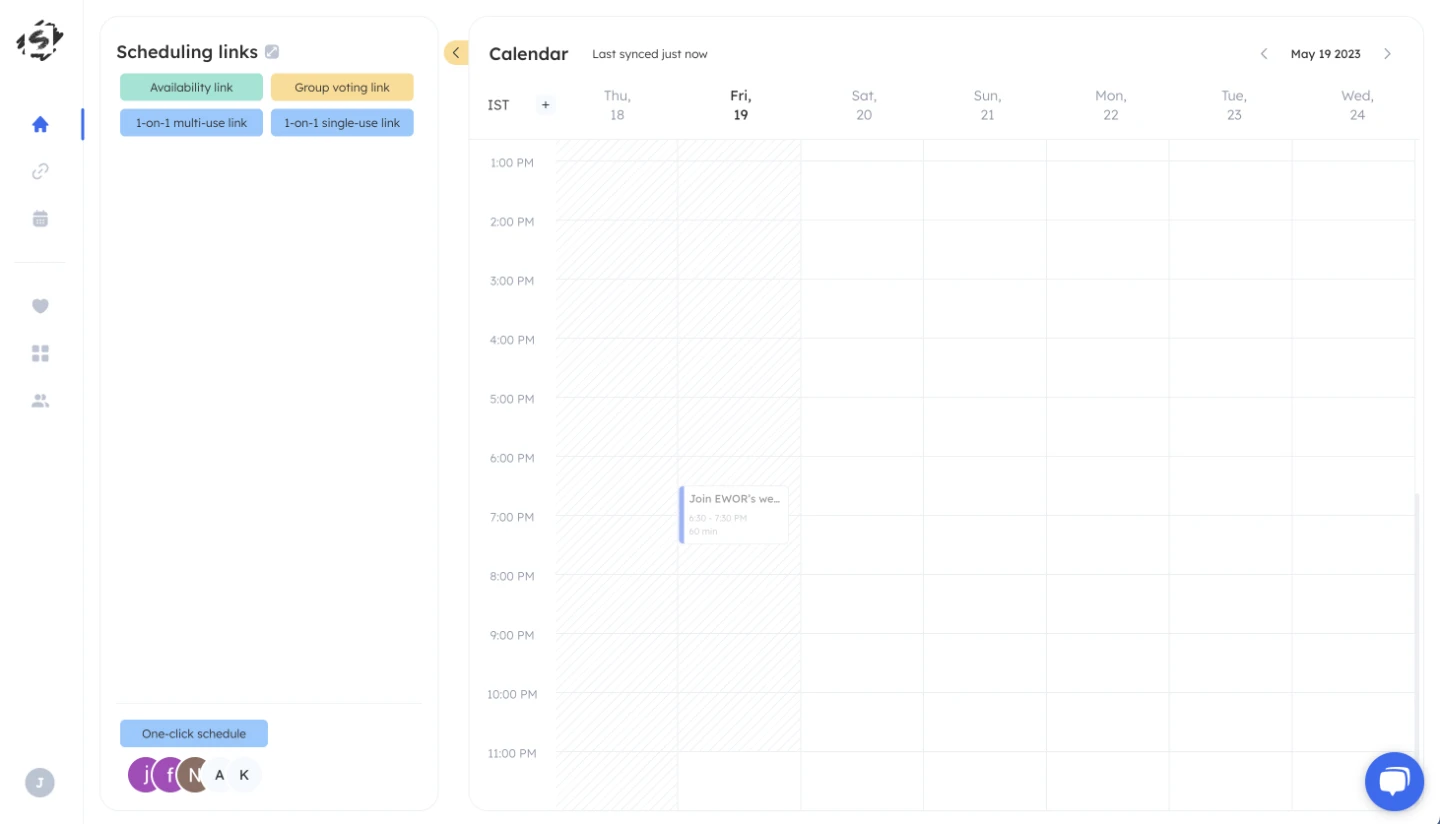 Scheduling links
Availability link
Group voting link
1-on-1 multi-use link
1-on-1 single-use link
One-click schedule
j
f
N
A
K
J
Calendar
Last synced just now
May 19 2023
IST
+
Thu,
18
Fri,
19
Sat,
20
Sun,
21
Mon,
22
Tue,
23
Wed,
24
1:00 PM
2:00 PM
3:00 PM
4:00 PM
5:00 PM
6:00 PM
7:00 PM
8:00 PM
9:00 PM
10:00 PM
11:00 PM
Join EWOR's we...
6:30 - 7:30 PM
60 min